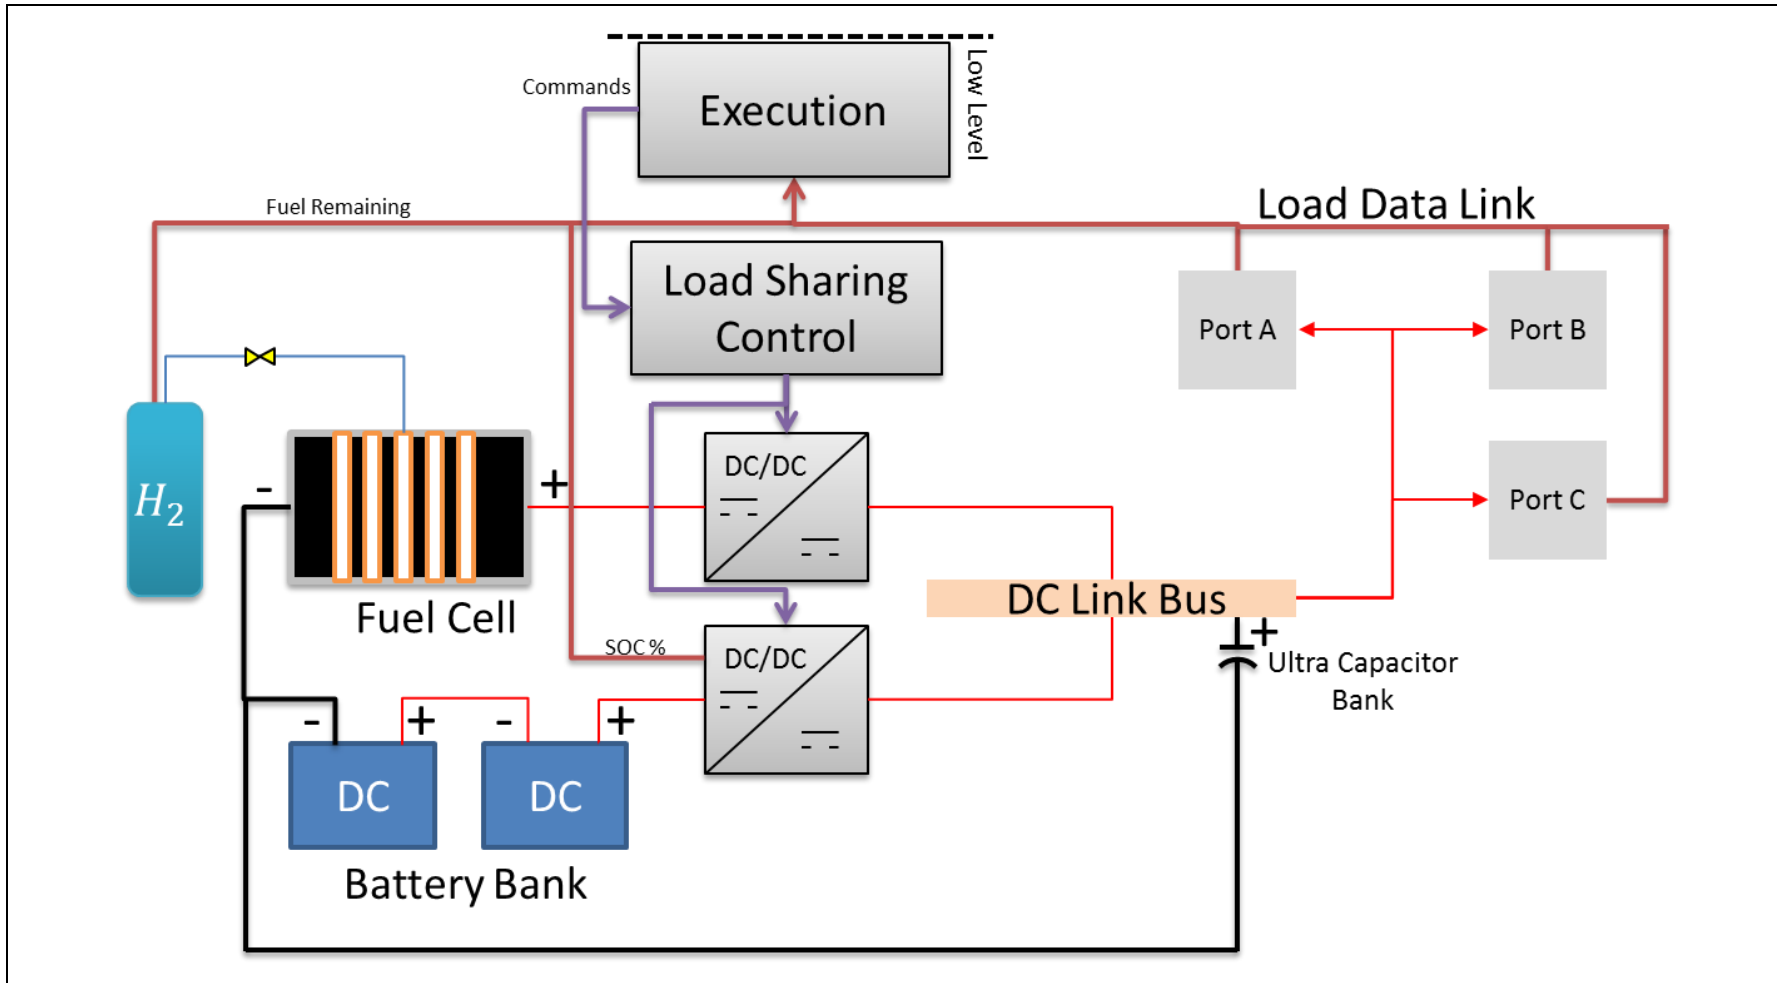 Low Level
Commands
Execution
Fuel Remaining
Load Data Link
Load Sharing
Control
Port A
Port B
DC/DC
H2
- +
Port C
Fuel Cell
DC Link Bus
SOC %
DC/DC
+
Ultra Capacitor
Bank
- + - +
DC
DC
Battery Bank